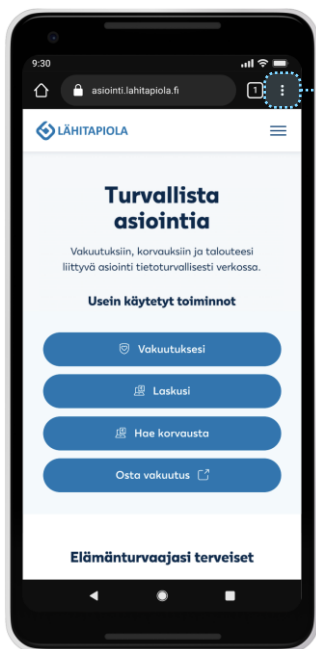 9:30
asiointi.lahitapiola.fi
1
LÄHITAPIOLA
Turvallista
asiointia
Vakuutuksiin, korvauksiin ja talouteesi
liittyvä asiointi tietoturvallisesti verkossa.
Usein käytetyt toiminnot
Vakuutuksesi
Laskusi
Hae korvausta
Osta vakuutus
Elämänturvaajasi terveiset